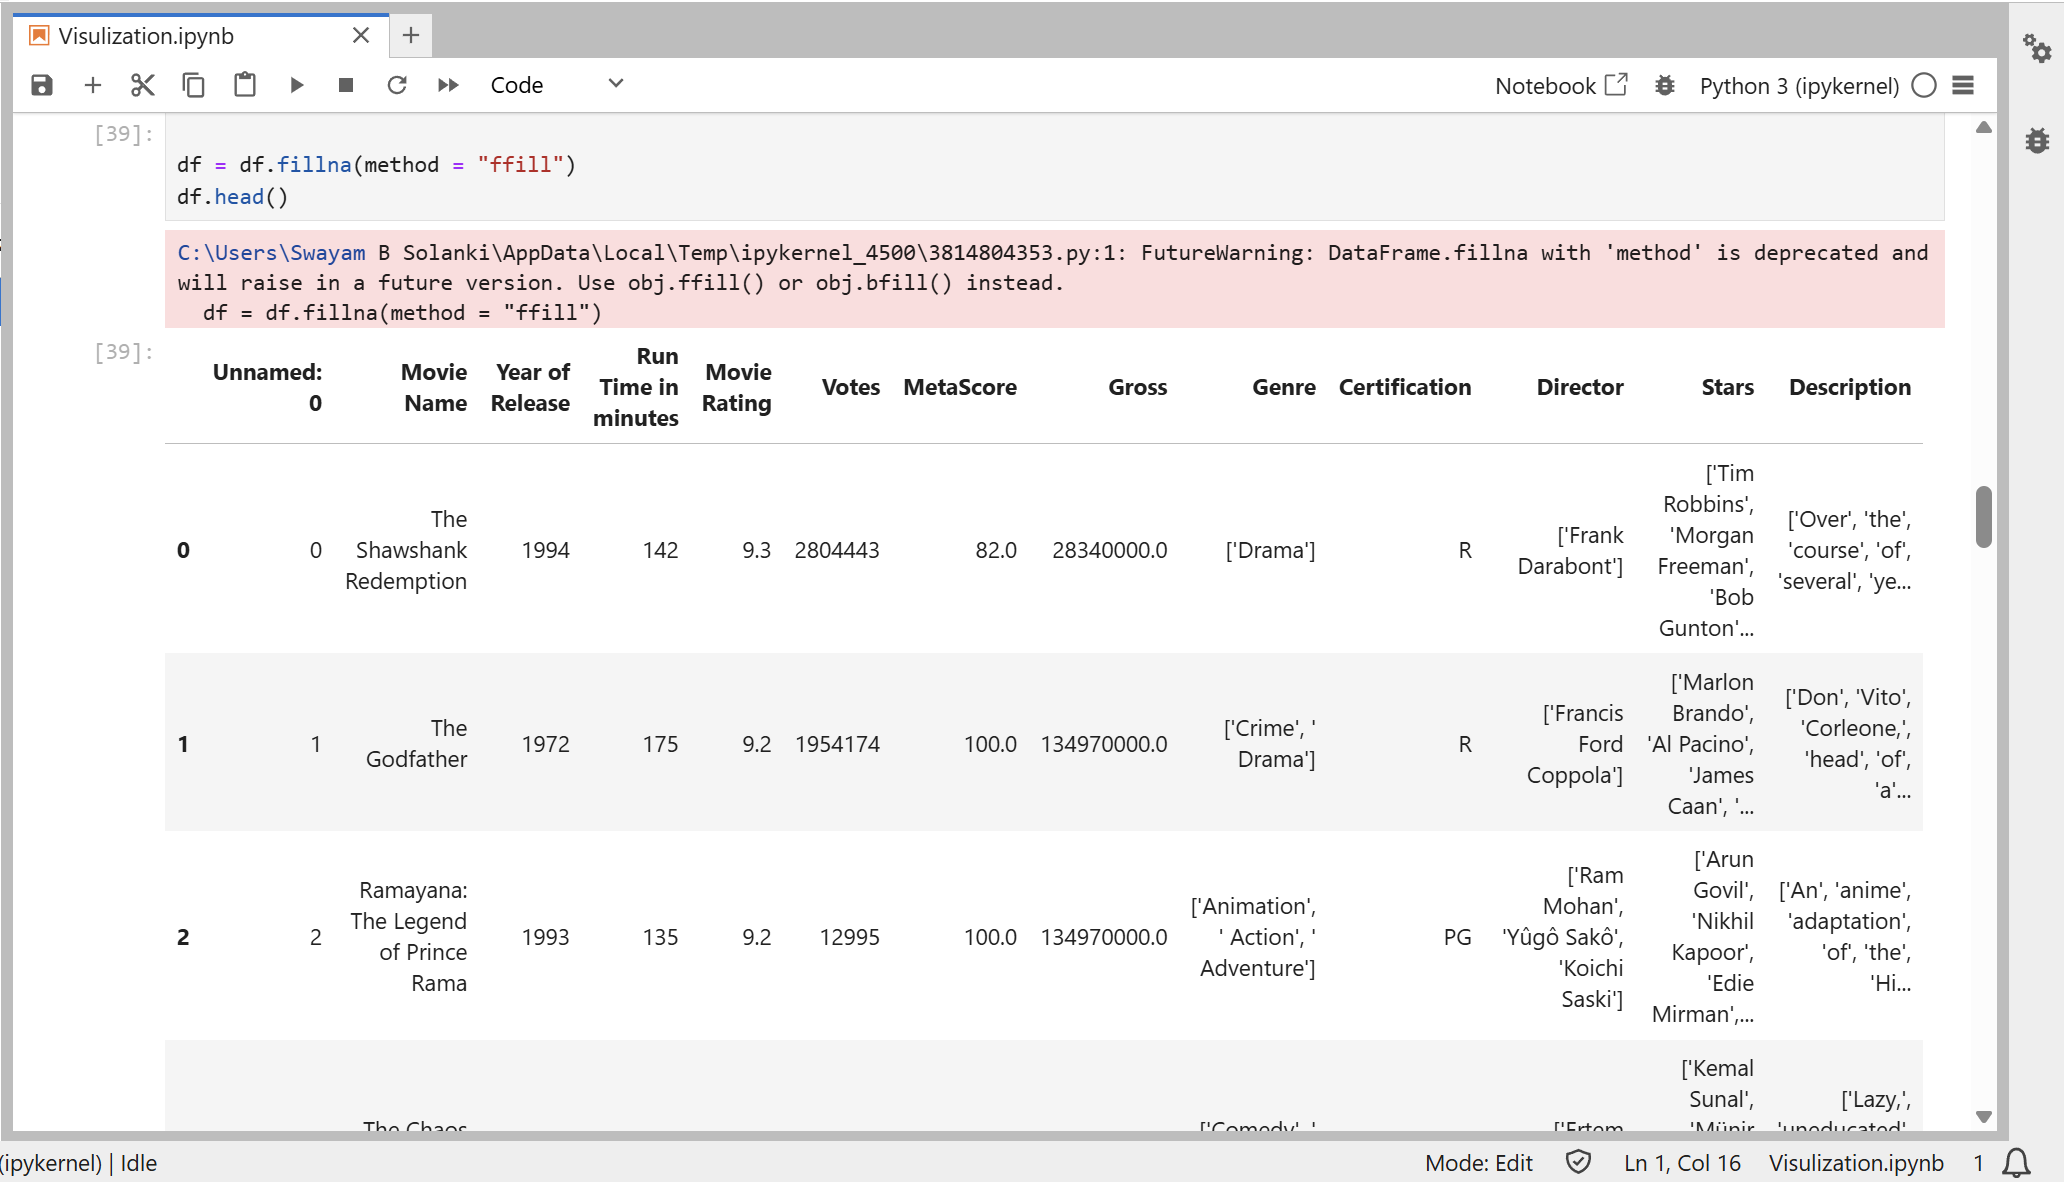 Visulization.ipynb
Code
Notebook
Python 3 (ipykernel)
[39]:
df = df.fillna(method = "ffill")
df.head()
C:\Users\Swayam B Solanki\AppData\Local\Temp\ipykernel_4500\3814804353.py:1: FutureWarning: DataFrame.fillna with 'method' is deprecated and
will raise in a future version. Use obj.ffill() or obj.bfill() instead.
df = df.fillna(method = "ffill")
[39]:
Unnamed:
0
Movie
Name
Year of
Release
Run
Time in
minutes
Movie
Rating
Votes
MetaScore
Gross
Genre
Certification
Director
Stars
Description
0
0
The
Shawshank
Redemption
1994
142
9.3
2804443
82.0
28340000.0
['Drama']
R
['Frank
Darabont']
['Tim
Robbins',
'Morgan
Freeman',
'Bob
Gunton'...
['Over', 'the',
'course', 'of',
'several', 'ye...
1
1
The
Godfather
1972
175
9.2
1954174
100.0
134970000.0
['Crime', '
Drama']
R
['Francis
Ford
Coppola']
['Marlon
Brando',
'Al Pacino',
'James
Caan', '...
['Don', 'Vito',
'Corleone,',
'head', 'of',
'a'...
2
2
Ramayana:
The Legend
of Prince
Rama
1993
135
9.2
12995
100.0
134970000.0
['Animation',
' Action', '
Adventure']
PG
['Ram
Mohan',
'Yûgô Sakô',
'Koichi
Saski']
['Arun
Govil',
'Nikhil
Kapoor',
'Edie
Mirman',...
['An', 'anime',
'adaptation',
'of', 'the',
'Hi...
The Chaos
['Comedy', '
['Ertem
['Kemal
Sunal',
'Münir
['Lazy,',
'uneducated',
(ipykernel) | Idle
Mode: Edit
Ln 1, Col 16
Visulization.ipynb
1